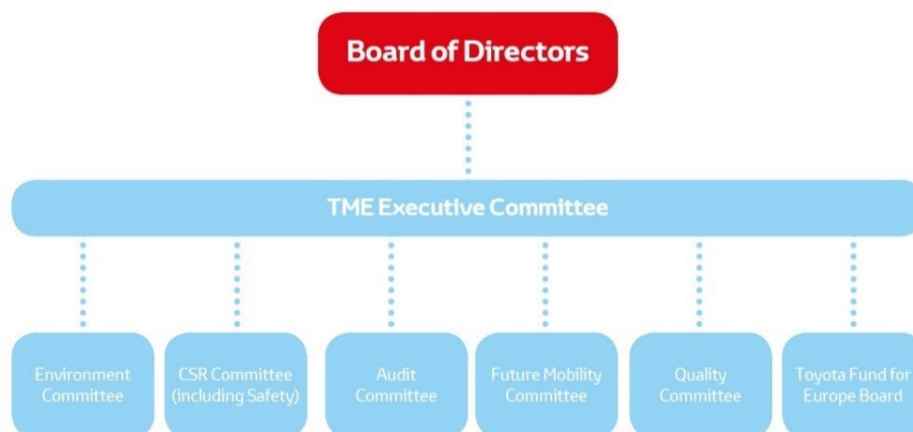 Board of Directors
TME Executive Committee
Environment
Committee
CSR Committee
(including Safety)
Audit
Committee
Future Mobility
Committee
Quality
Committee
Toyota Fund for
Europe Board